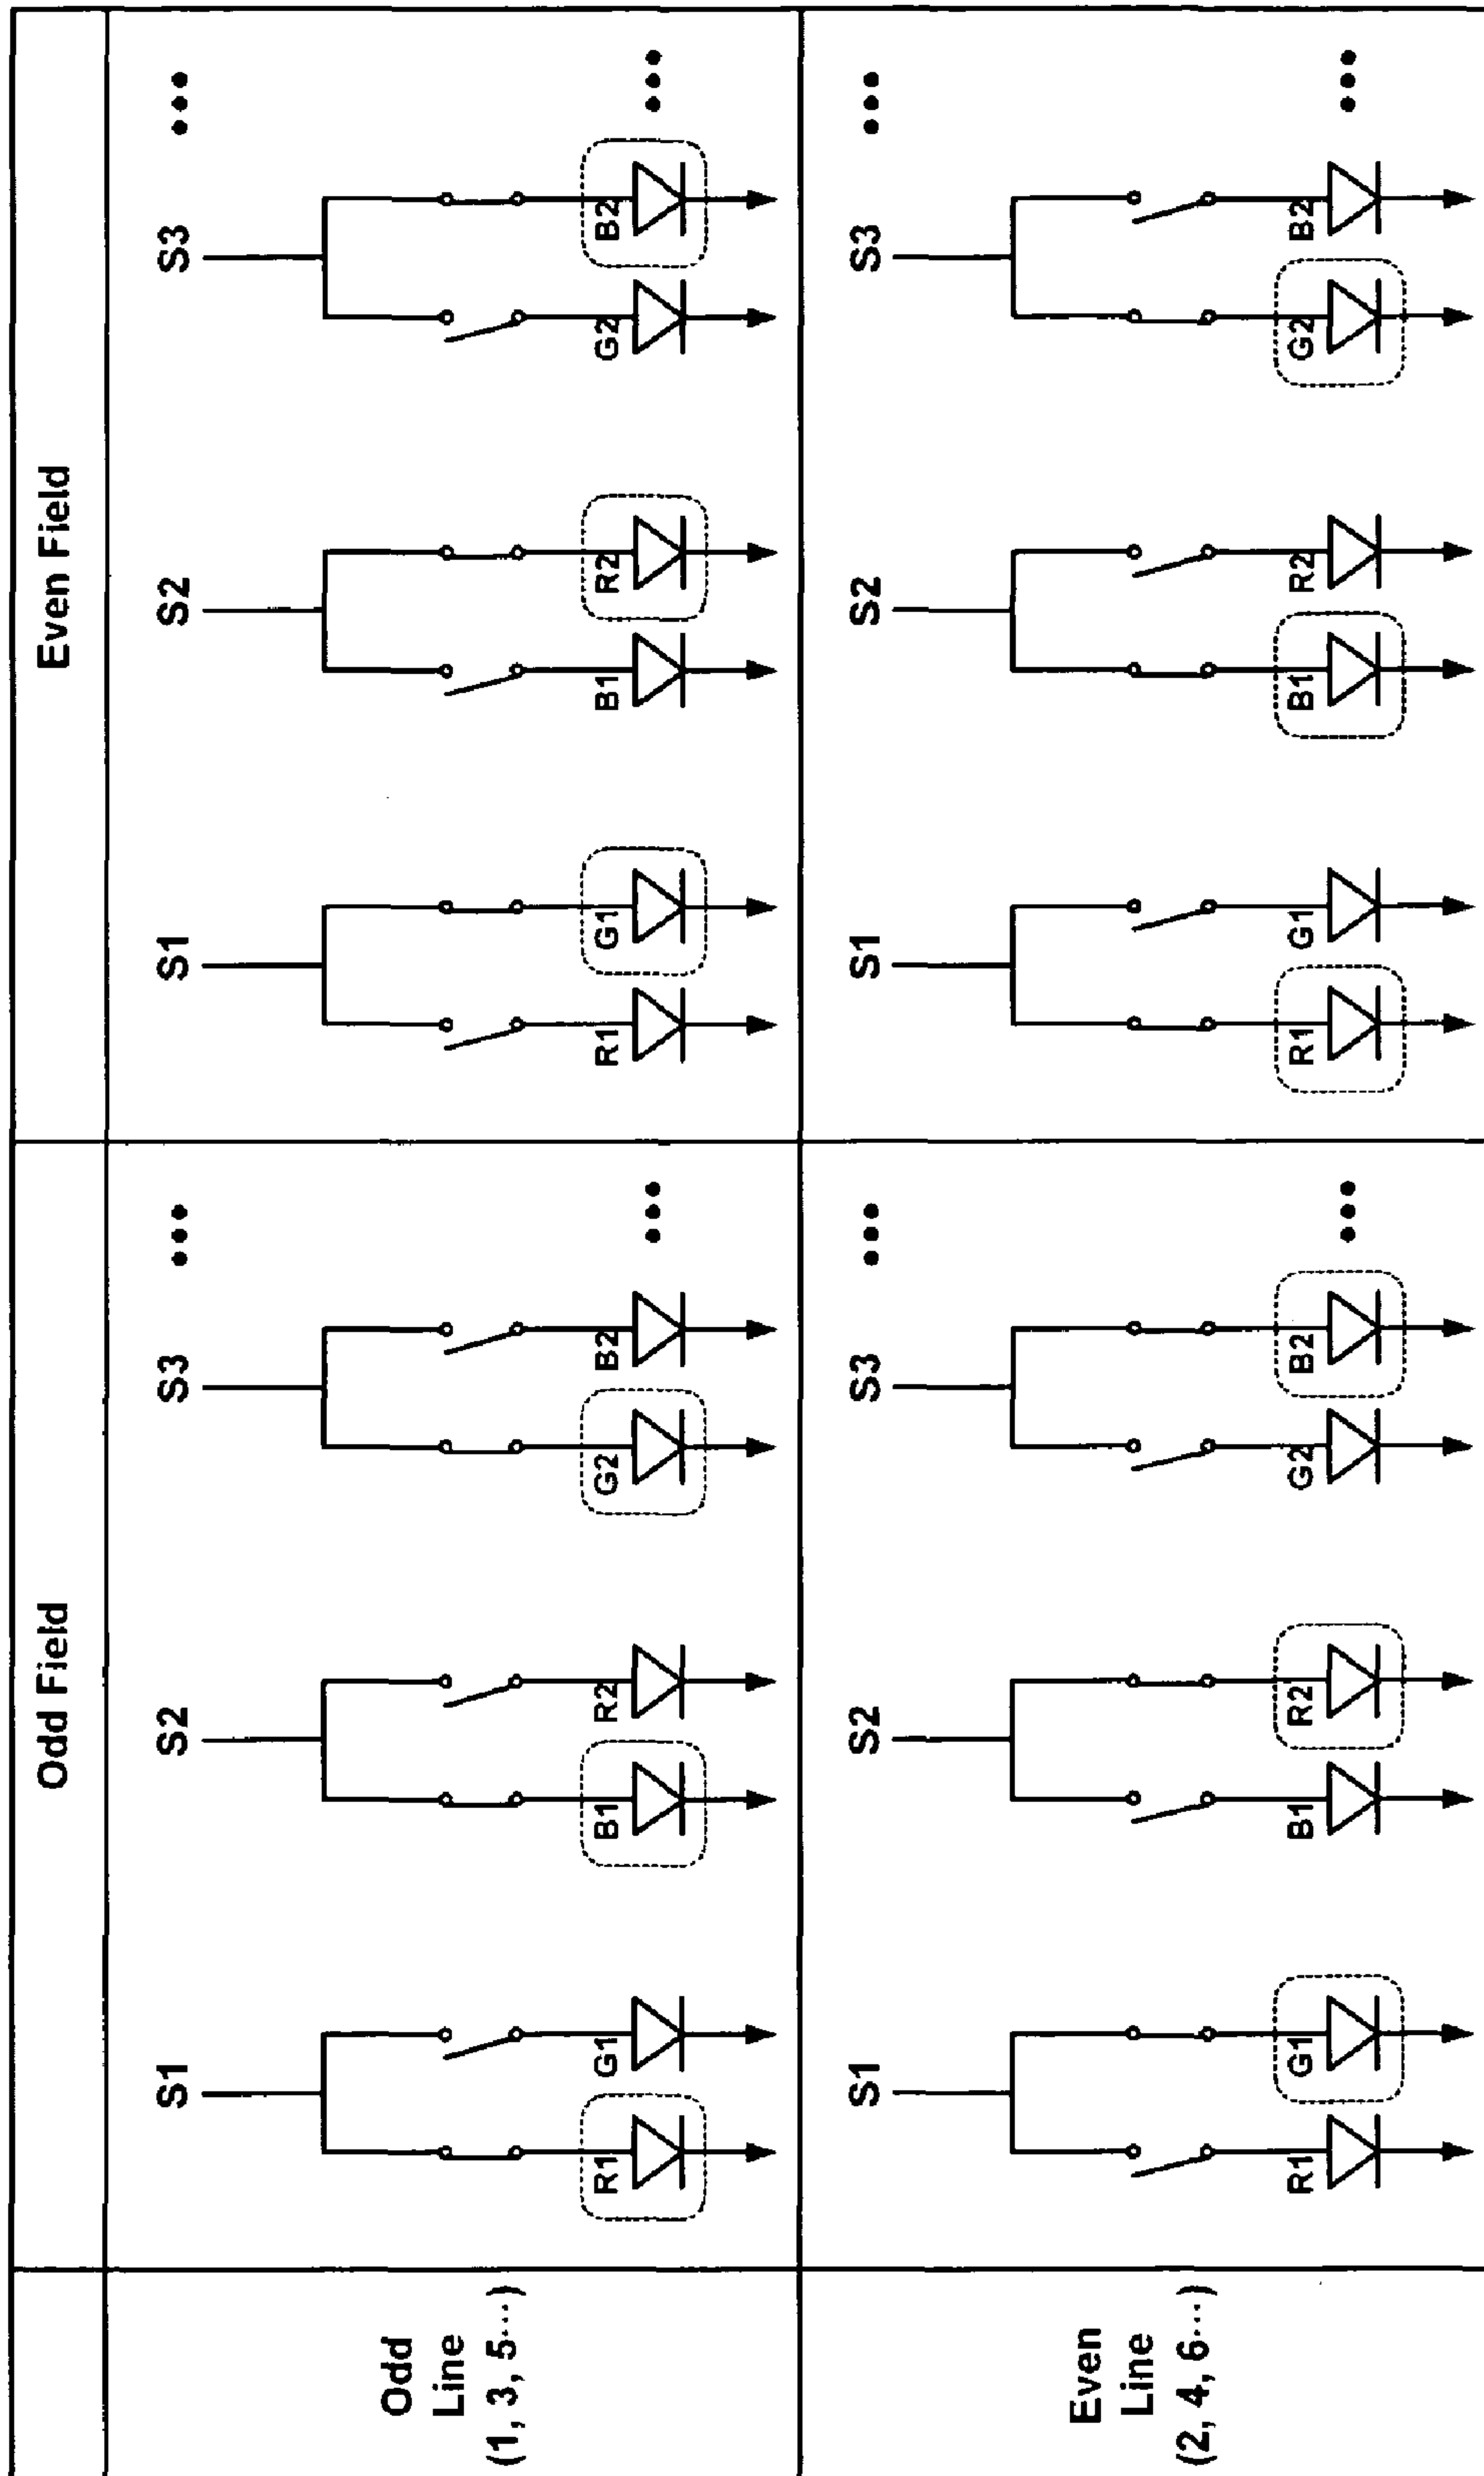 Odd Field Even Field
Odd
Line
(1, 3, 5···)
S1 S2 S3 ••• S1 S2 S3 •••
R1 G1 B1 R2 G2 B2 ••• R1 G1 B1 R2 G2 B2 •••
Even
Line
(2, 4, 6···)
S1 S2 S3 ••• S1 S2 S3 •••
R1 G1 B1 R2 G2 B2 ••• R1 G1 B1 R2 G2 B2 •••